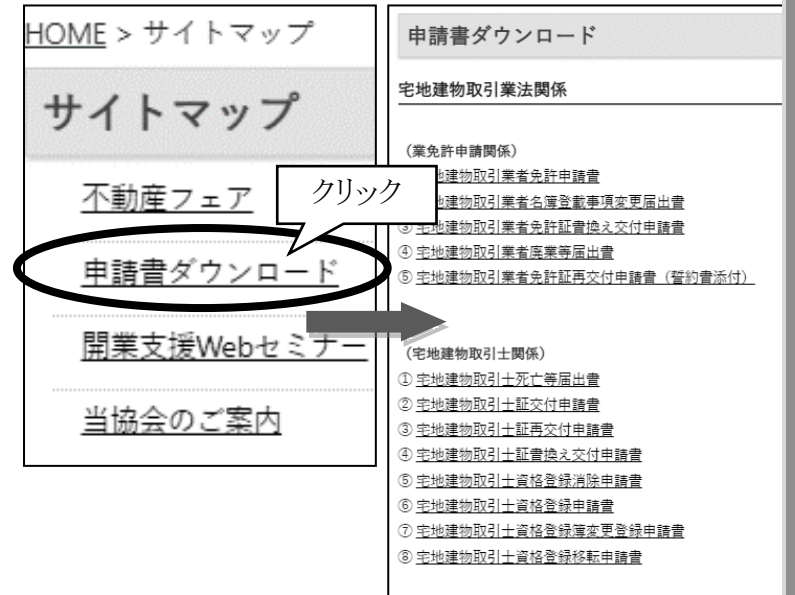 HOME > サイトマップ
サイトマップ
不動産フェア
申請書ダウンロード
開業支援Webセミナー
当協会のご案内
クリック
申請書ダウンロード
宅地建物取引業法関係
（業免許申請関係）
地建物取引業者免許申請書
地建物取引業者名簿登載事項変更届出書
③ 宅地建物取引業者免許証書換え交付申請書
④ 宅地建物取引業者廃業等届出書
⑤ 宅地建物取引業者免許証再交付申請書（誓約書添付）
（宅地建物取引士関係）
① 宅地建物取引士死亡等届出書
② 宅地建物取引士証交付申請書
③ 宅地建物取引士証再交付申請書
④ 宅地建物取引士証書換え交付申請書
⑤ 宅地建物取引士資格登録消除申請書
⑥ 宅地建物取引士資格登録申請書
⑦ 宅地建物取引士資格登録簿変更登録申請書
⑧ 宅地建物取引士資格登録移転申請書